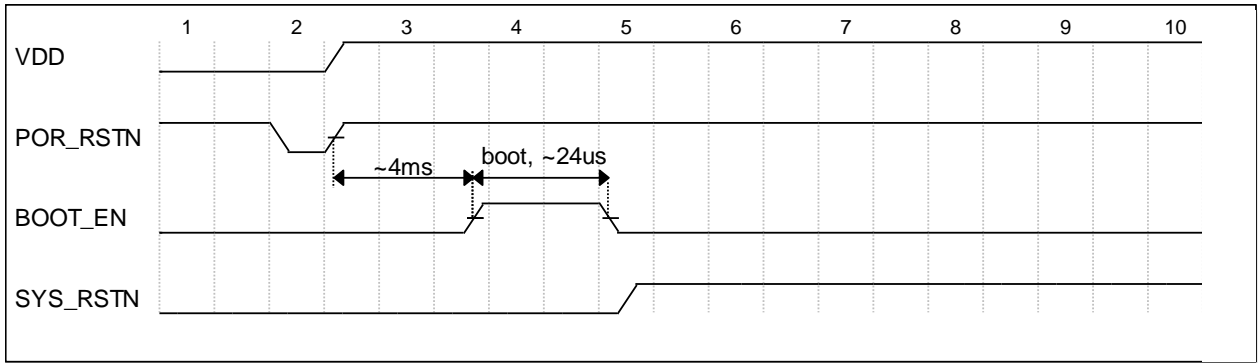 1 2 3 4 5 6 7 8 9 10
VDD
POR_RSTN
~4ms boot, ~24us
BOOT_EN
SYS_RSTN